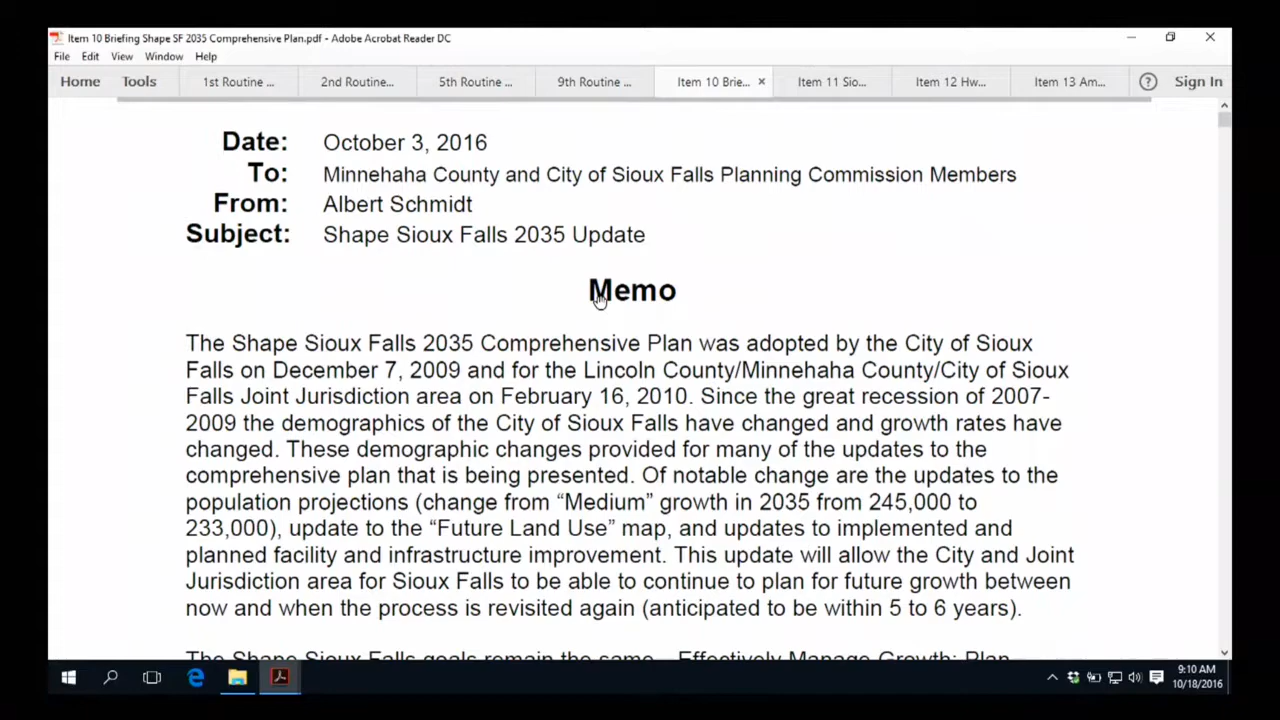 Item 10 Briefing Shape SF 2035 Comprehensive Plan.pdf - Adobe Acrobat Reader DC
File Edit View Window Help
Home Tools 1st Routine ... 2nd Routine... 5th Routine ... 9th Routine ... Item 10 Brie... × Item 11 Sio... Item 12 Hw... Item 13 Am... ? Sign In
Date: October 3, 2016
To: Minnehaha County and City of Sioux Falls Planning Commission Members
From: Albert Schmidt
Subject: Shape Sioux Falls 2035 Update
Memo
The Shape Sioux Falls 2035 Comprehensive Plan was adopted by the City of Sioux
Falls on December 7, 2009 and for the Lincoln County/Minnehaha County/City of Sioux
Falls Joint Jurisdiction area on February 16, 2010. Since the great recession of 2007-
2009 the demographics of the City of Sioux Falls have changed and growth rates have
changed. These demographic changes provided for many of the updates to the
comprehensive plan that is being presented. Of notable change are the updates to the
population projections (change from “Medium” growth in 2035 from 245,000 to
233,000), update to the “Future Land Use” map, and updates to implemented and
planned facility and infrastructure improvement. This update will allow the City and Joint
Jurisdiction area for Sioux Falls to be able to continue to plan for future growth between
now and when the process is revisited again (anticipated to be within 5 to 6 years).
The Shape Sioux Falls goals remain the same – Effectively Manage Growth; Plan
9:10 AM
10/18/2016